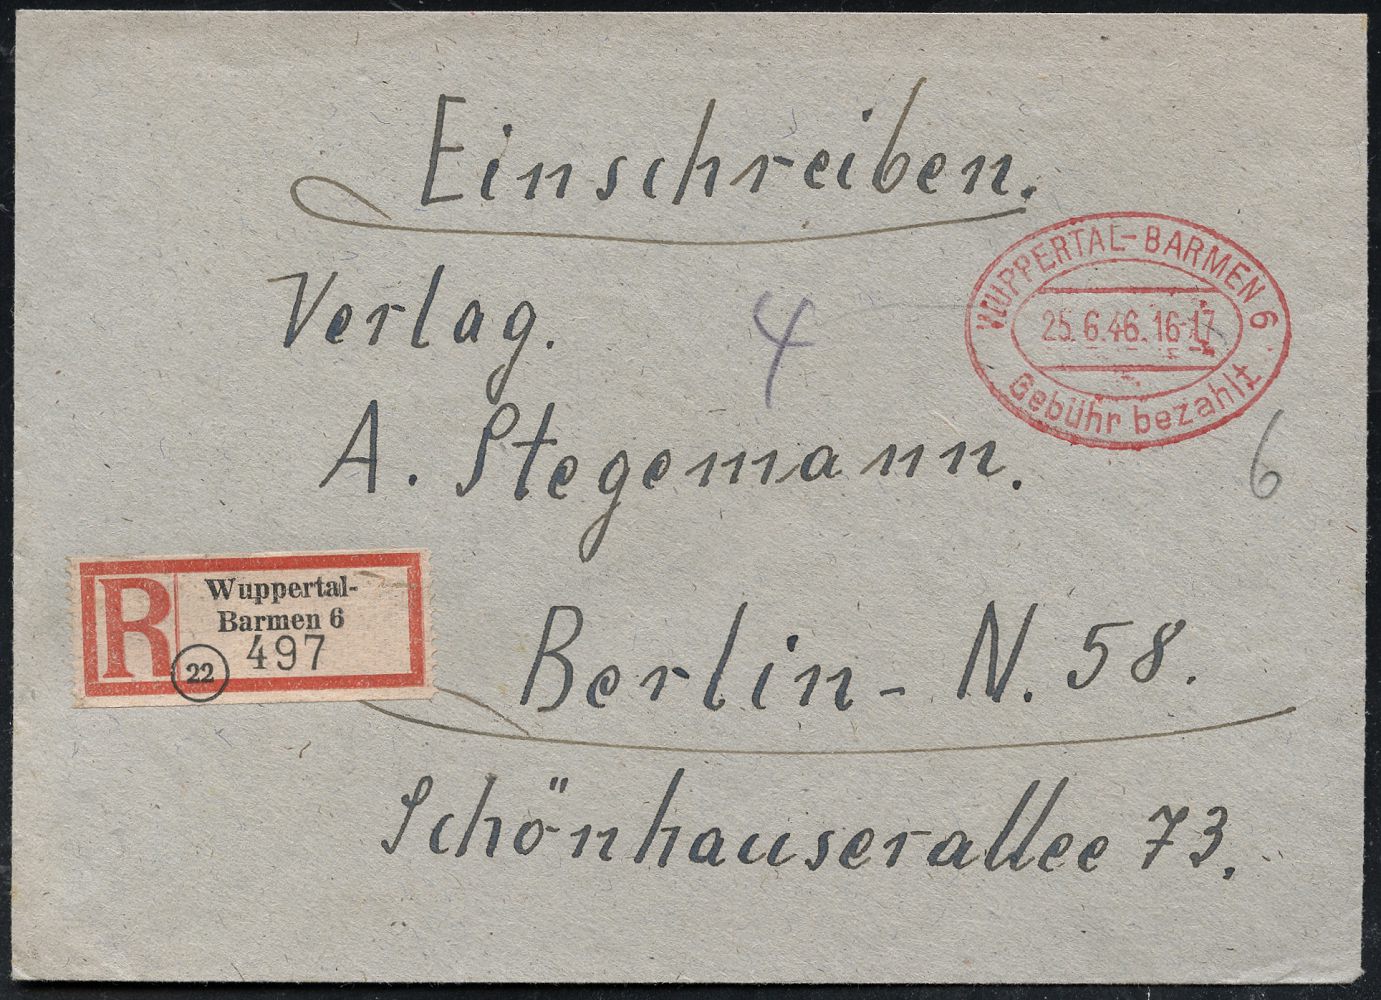 Einschreiben.
WUPPERTAL-BARMEN 6
25.6.46.16-17
Gebühr bezahlt
Verlag.
4
A. Stegemann.
6
R
Wuppertal-
Barmen 6
497
22
Berlin - N. 58.
Schönhauserallee 73.